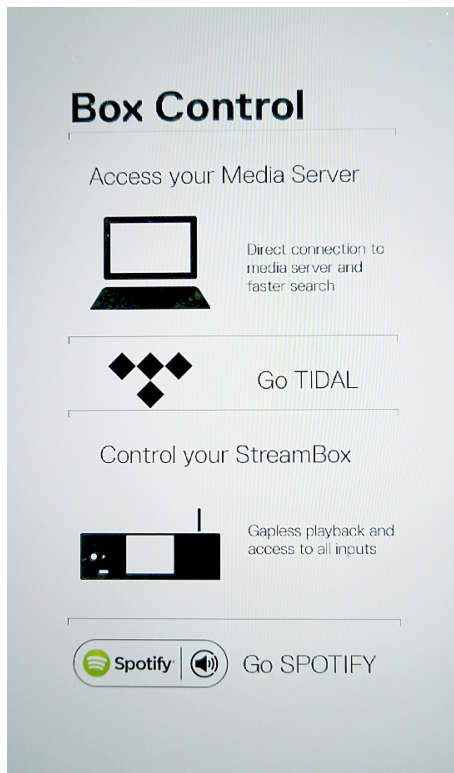 Box Control
Access your Media Server
Direct connection to
media server and
faster search
Go TIDAL
Control your StreamBox
Gapless playback and
access to all inputs
Spotify
Go SPOTIFY